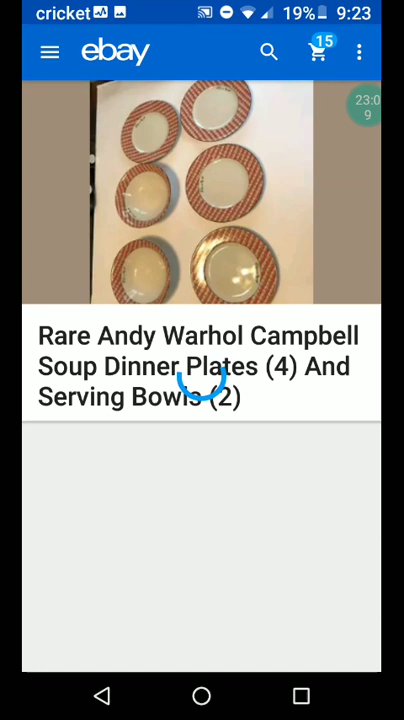 cricket 19% 9:23
ebay 15
23:0
9
Rare Andy Warhol Campbell
Soup Dinner Plates (4) And
Serving Bowls (2)